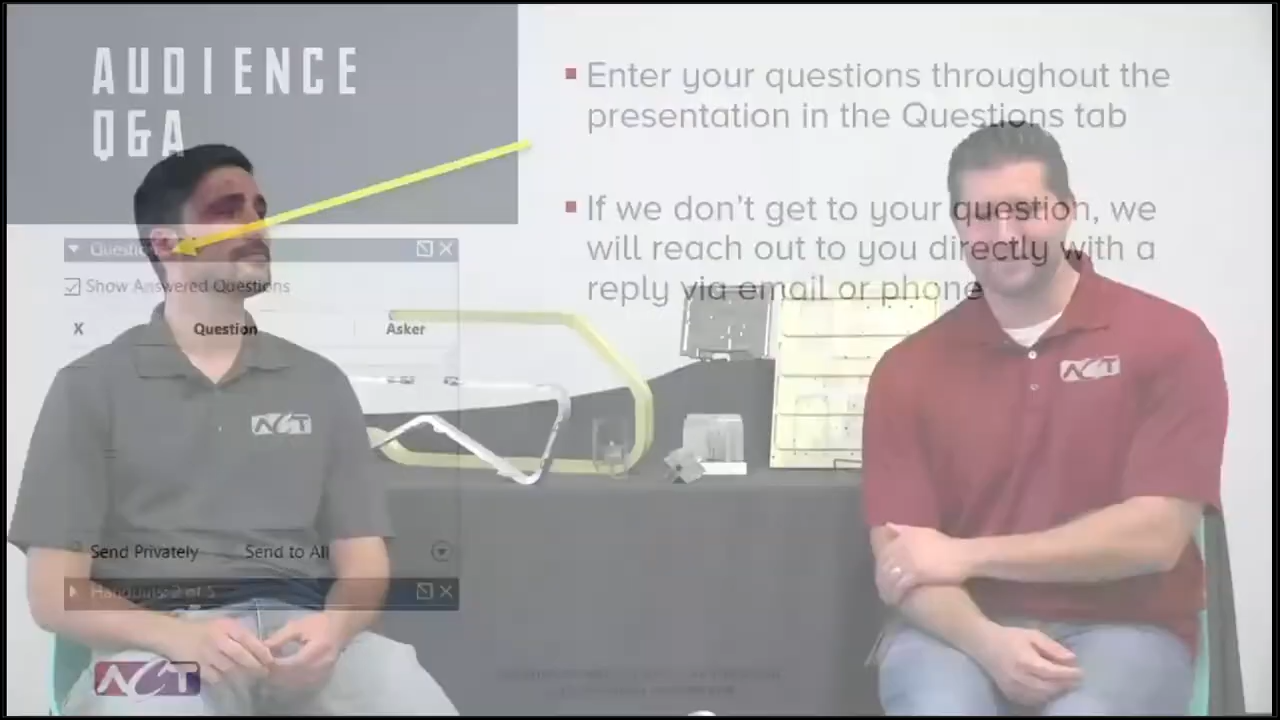 AUDIENCE
Q&A
▪ Enter your questions throughout the
presentation in the Questions tab
▪ If we don't get to your question, we
will reach out to you directly with a
reply via email or phone
Show Answered Questions
X Question Asker
ACT
ACT
Send Privately Send to All
ACT